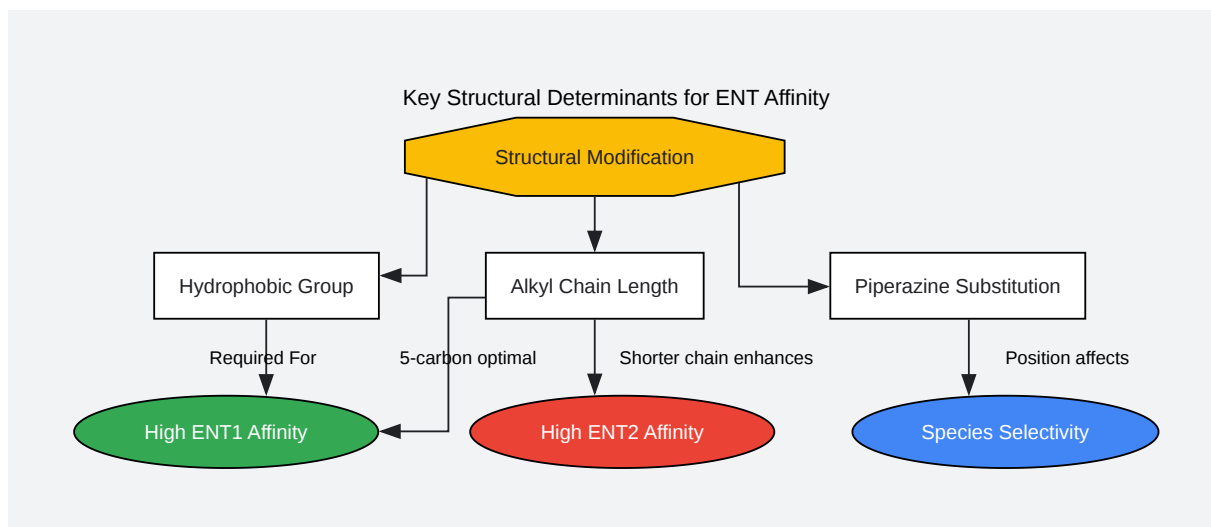 Key Structural Determinants for ENT Affinity
Structural Modification
Hydrophobic Group
Alkyl Chain Length
Piperazine Substitution
Required For
5-carbon optimal
Shorter chain enhances
Position affects
High ENT1 Affinity
High ENT2 Affinity
Species Selectivity